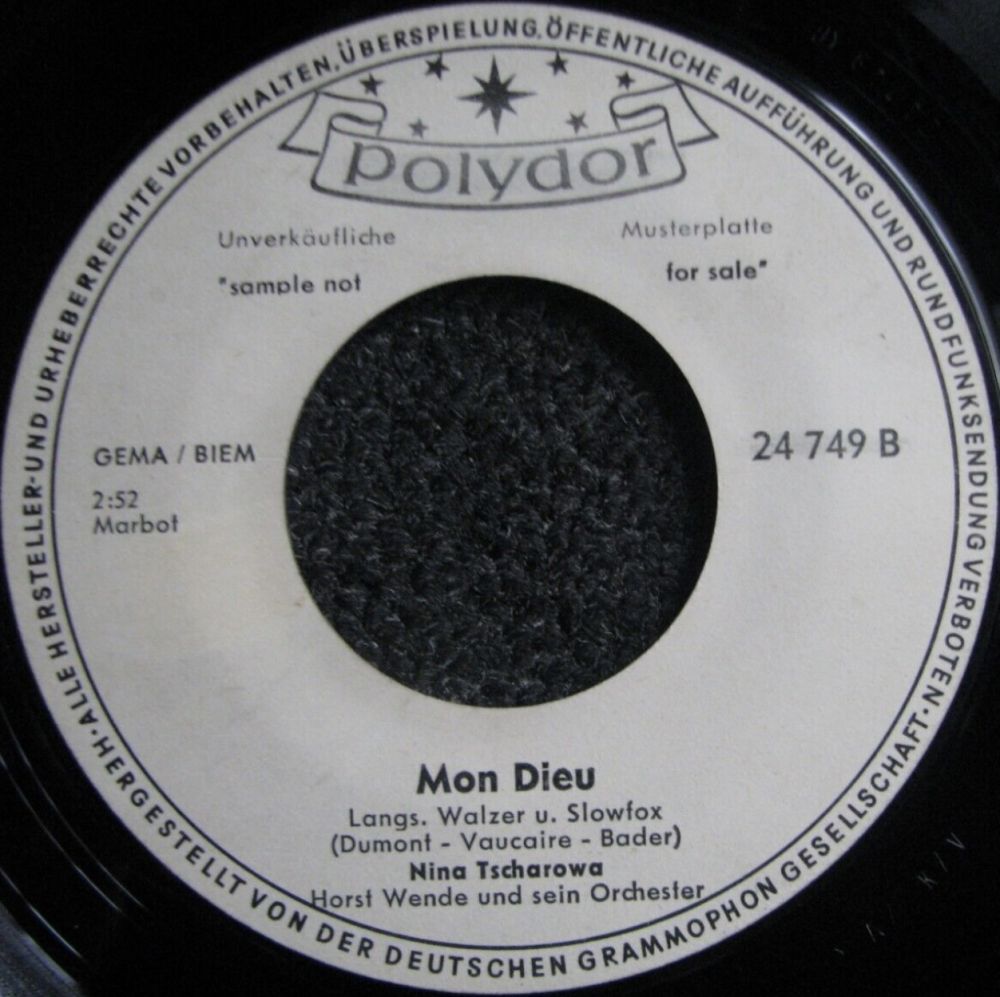 ·ALLE HERSTELLER-UND URHEBERRECHTE VORBEHALTEN, ÜBERSPIELUNG, ÖFFENTLICHE AUFFÜHRUNG UND RUNDFUNKSENDUNG VERBOTEN·
polydor
Unverkäufliche Musterplatte
"sample not for sale"
GEMA / BIEM
24 749 B
2:52
Marbot
Mon Dieu
Langs. Walzer u. Slowfox
(Dumont - Vaucaire - Bader)
Nina Tscharowa
Horst Wende und sein Orchester
HERGESTELLT VON DER DEUTSCHEN GRAMMOPHON GESELLSCHAFT